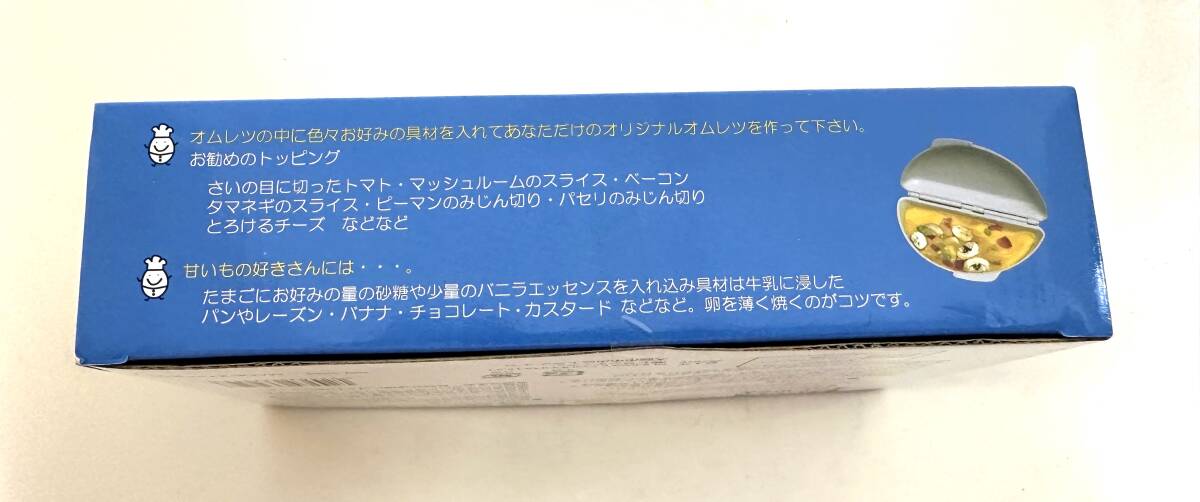 オムレツの中に色々お好みの具材を入れてあなただけのオリジナルオムレツを作って下さい。
お勧めのトッピング
さいの目に切ったトマト・マッシュルームのスライス・ベーコン
タマネギのスライス・ピーマンのみじん切り・パセリのみじん切り
とろけるチーズ などなど
甘いもの好きさんには・・・。
たまごにお好みの量の砂糖や少量のバニラエッセンスを入れ込み具材は牛乳に浸した
パンやレーズン・バナナ・チョコレート・カスタード などなど。卵を薄く焼くのがコツです。